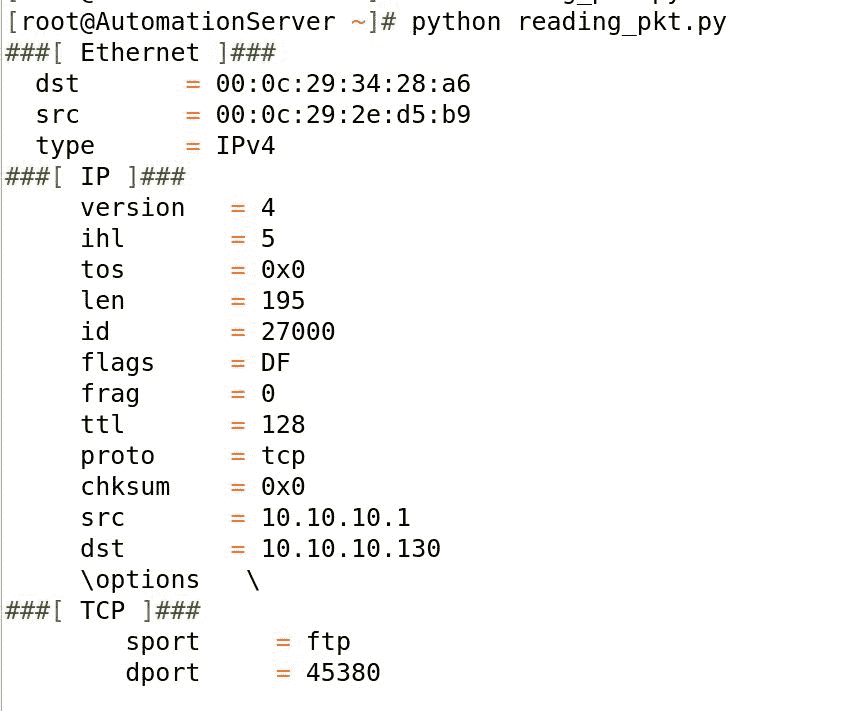 [root@AutomationServer ~]# python reading_pkt.py
###[ Ethernet ]###
  dst       = 00:0c:29:34:28:a6
  src       = 00:0c:29:2e:d5:b9
  type      = IPv4
###[ IP ]###
     version   = 4
     ihl       = 5
     tos       = 0x0
     len       = 195
     id        = 27000
     flags     = DF
     frag      = 0
     ttl       = 128
     proto     = tcp
     chksum    = 0x0
     src       = 10.10.10.1
     dst       = 10.10.10.130
     \options   \
###[ TCP ]###
        sport     = ftp
        dport     = 45380